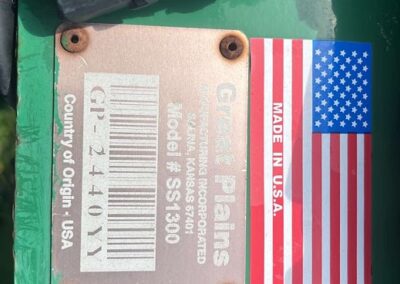 Great Plains
MANUFACTURING INCORPORATED
SALINA, KANSAS 67401
Model # SS1300
GP-2440YY
Country of Origin - USA
MADE IN U.S.A.